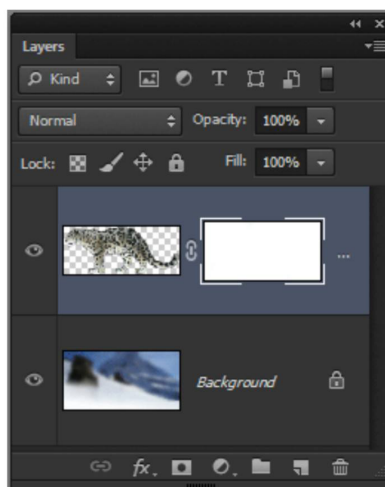 Layers
Kind
Normal Opacity: 100%
Lock: Fill: 100%
...
Background
fx.